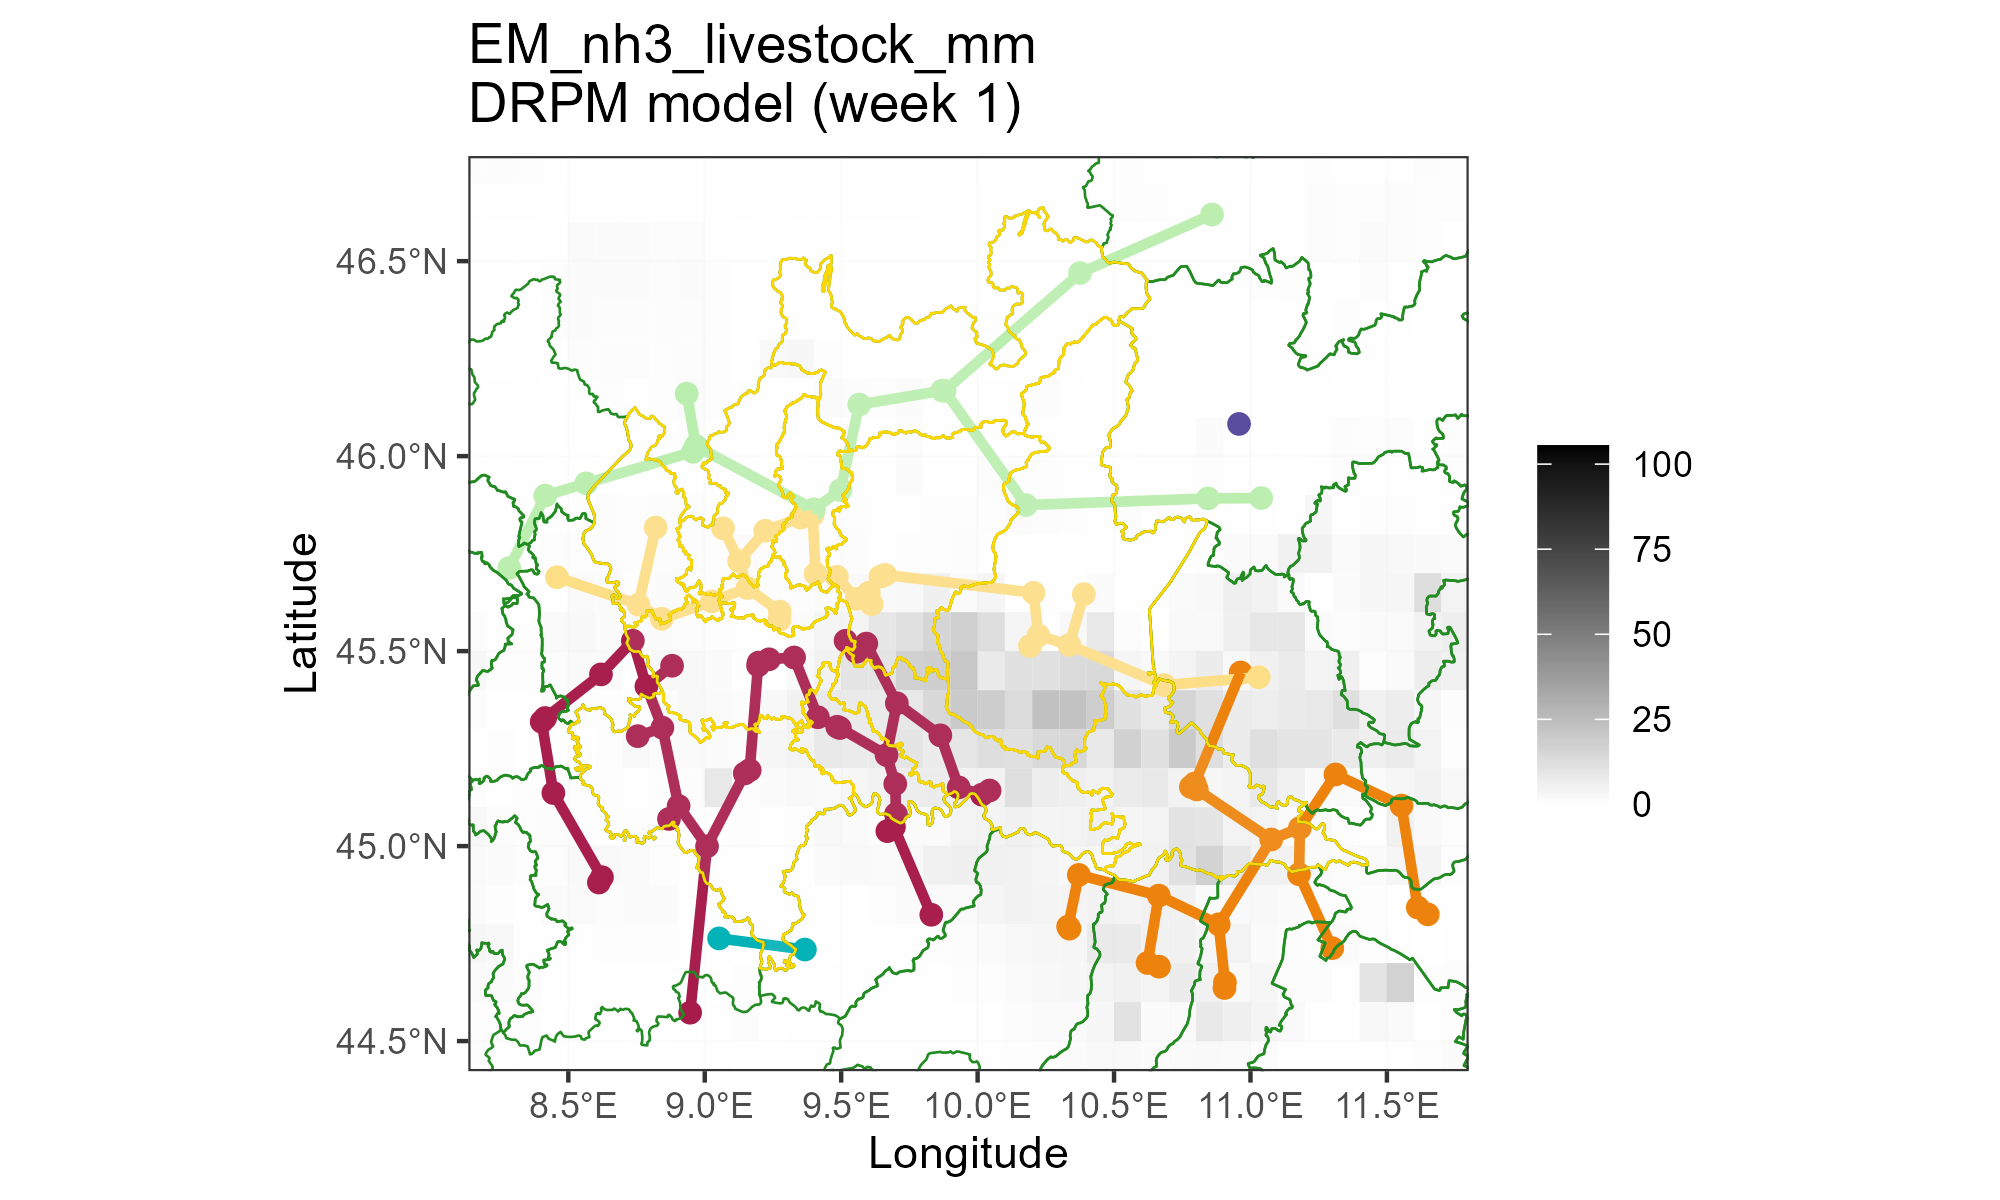 EM_nh3_livestock_mm
DRPM model (week 1)
46.5°N
46.0°N
45.5°N
45.0°N
44.5°N
Latitude
8.5°E 9.0°E 9.5°E 10.0°E 10.5°E 11.0°E 11.5°E
Longitude
100
75
50
25
0